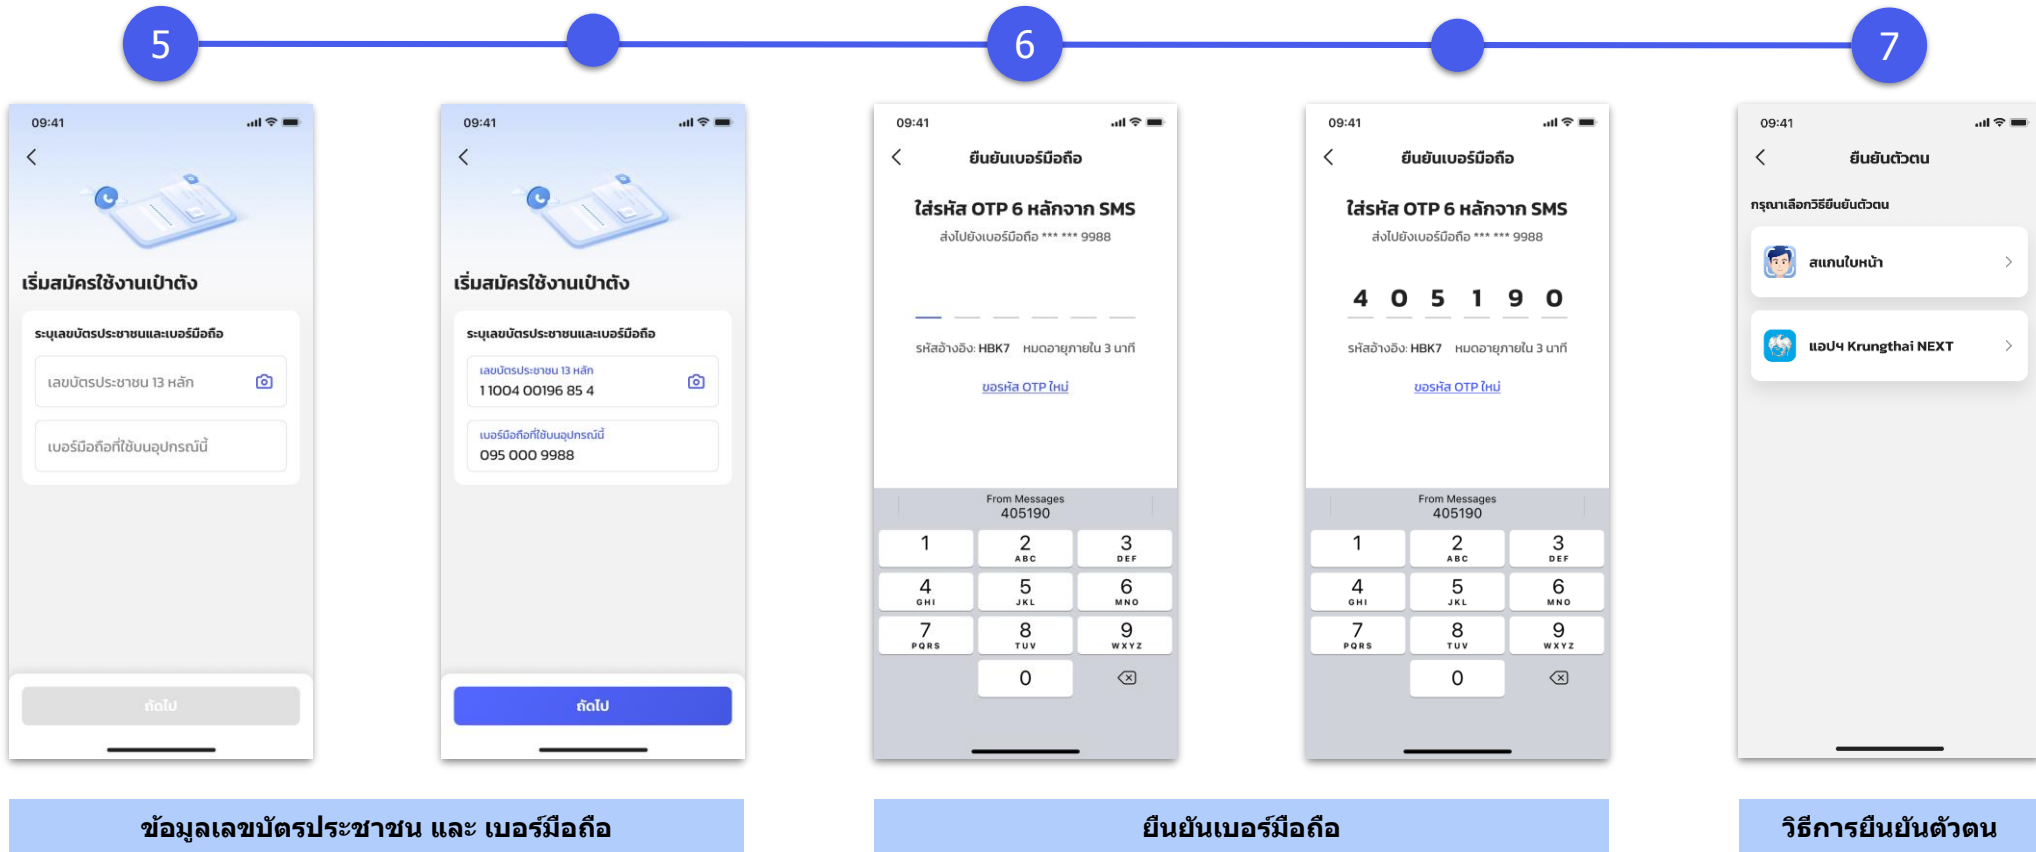 5
6
7
09:41
เริ่มสมัครใช้งานเป๋าตัง
ระบุเลขบัตรประชาชนและเบอร์มือถือ
เลขบัตรประชาชน 13 หลัก
เบอร์มือถือที่ใช้บนอุปกรณ์นี้
ถัดไป
09:41
เริ่มสมัครใช้งานเป๋าตัง
ระบุเลขบัตรประชาชนและเบอร์มือถือ
เลขบัตรประชาชน 13 หลัก
1 1004 00196 85 4
เบอร์มือถือที่ใช้บนอุปกรณ์นี้
095 000 9988
ถัดไป
ข้อมูลเลขบัตรประชาชน และ เบอร์มือถือ
09:41
ยืนยันเบอร์มือถือ
ใส่รหัส OTP 6 หลักจาก SMS
ส่งไปยังเบอร์มือถือ *** *** 9988
รหัสอ้างอิง: HBK7 หมดอายุภายใน 3 นาที
ขอรหัส OTP ใหม่
From Messages
405190
1 2 3
ABC DEF
4 5 6
GHI JKL MNO
7 8 9
PQRS TUV WXYZ
0
09:41
ยืนยันเบอร์มือถือ
ใส่รหัส OTP 6 หลักจาก SMS
ส่งไปยังเบอร์มือถือ *** *** 9988
4 0 5 1 9 0
รหัสอ้างอิง: HBK7 หมดอายุภายใน 3 นาที
ขอรหัส OTP ใหม่
From Messages
405190
1 2 3
ABC DEF
4 5 6
GHI JKL MNO
7 8 9
PQRS TUV WXYZ
0
ยืนยันเบอร์มือถือ
09:41
ยืนยันตัวตน
กรุณาเลือกวิธียืนยันตัวตน
สแกนใบหน้า
แอปฯ Krungthai NEXT
วิธีการยืนยันตัวตน